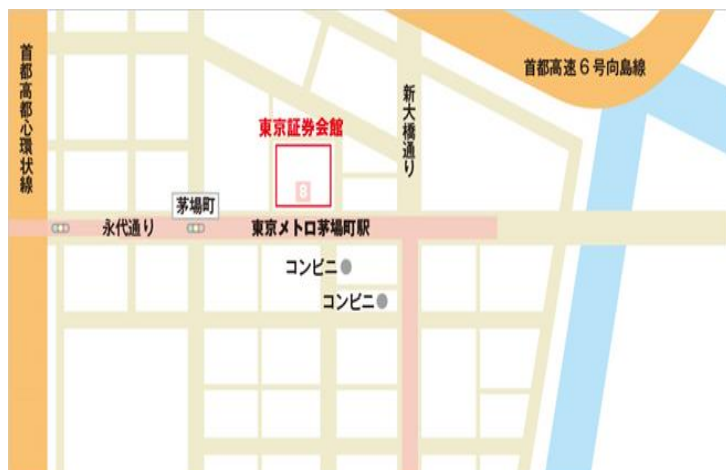 首都高都心環状線
首都高速6号向島線
新大橋通り
東京証券会館
8
茅場町
永代通り
東京メトロ茅場町駅
コンビニ
コンビニ